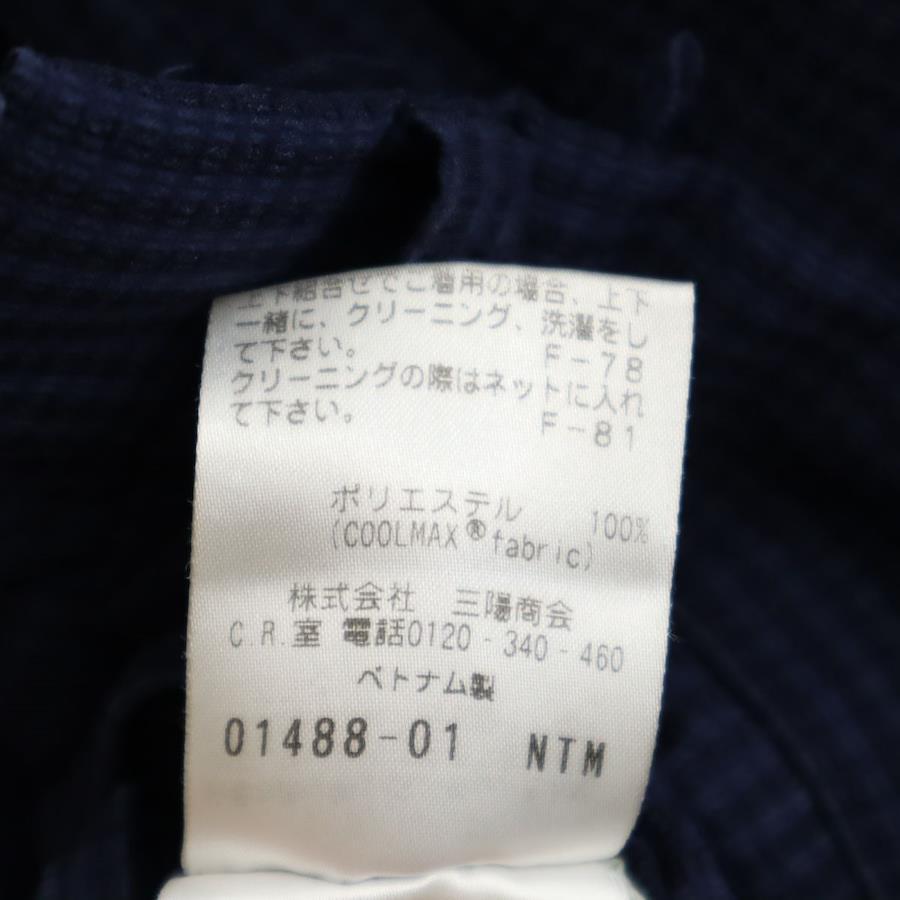 上下組合せでご着用の場合、上下
一緒に、クリーニング、洗濯をし
て下さい。 F-78
クリーニングの際はネットに入れ
て下さい。 F-81
ポリエステル 100%
(COOLMAX®fabric)
株式会社 三陽商会
C.R.室 電話0120-340-460
ベトナム製
01488-01 NTM